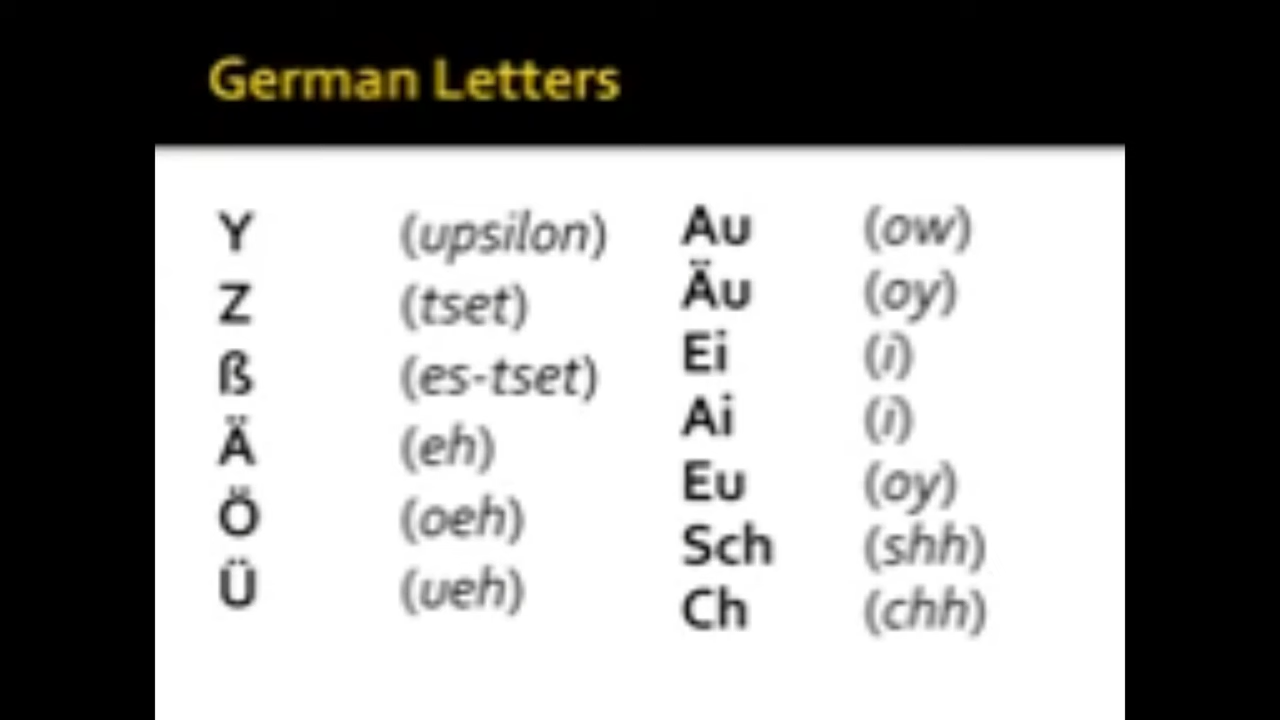 German Letters
Y (upsilon)
Z (tset)
ß (es-tset)
Ä (eh)
Ö (oeh)
Ü (ueh)
Au (ow)
Äu (oy)
Ei (i)
Ai (i)
Eu (oy)
Sch (shh)
Ch (chh)